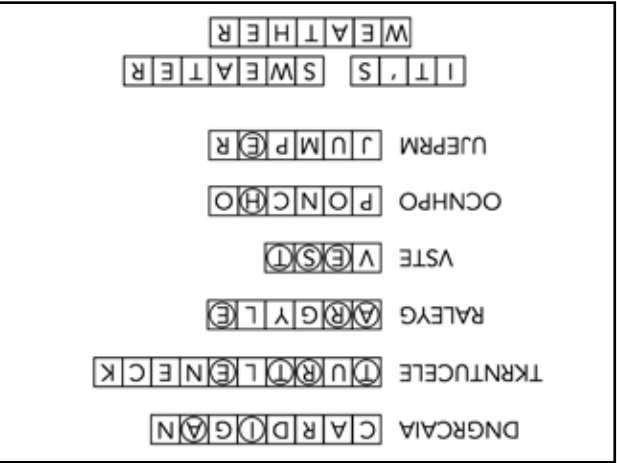 DNGRCAIA CARDIGAN
TKRNTUCELE TURTLENECK
RALEYG ARGYLE
VSTE VEST
OCNHPO PONCHO
UJEPRM JUMPER
IT'S SWEATER
WEATHER